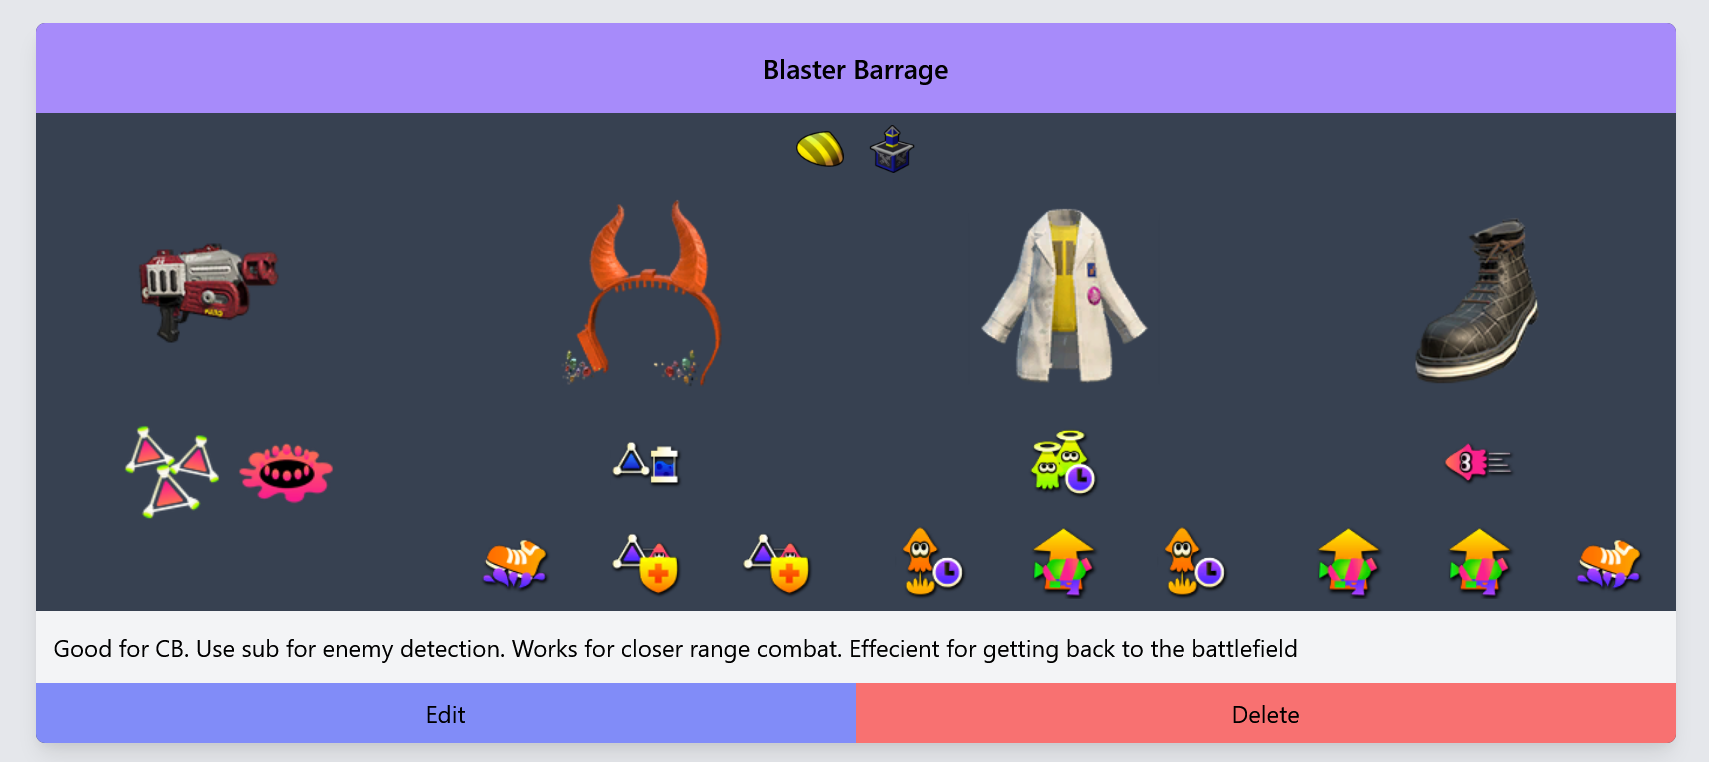 Blaster Barrage
Good for CB. Use sub for enemy detection. Works for closer range combat. Effecient for getting back to the battlefield
Edit
Delete